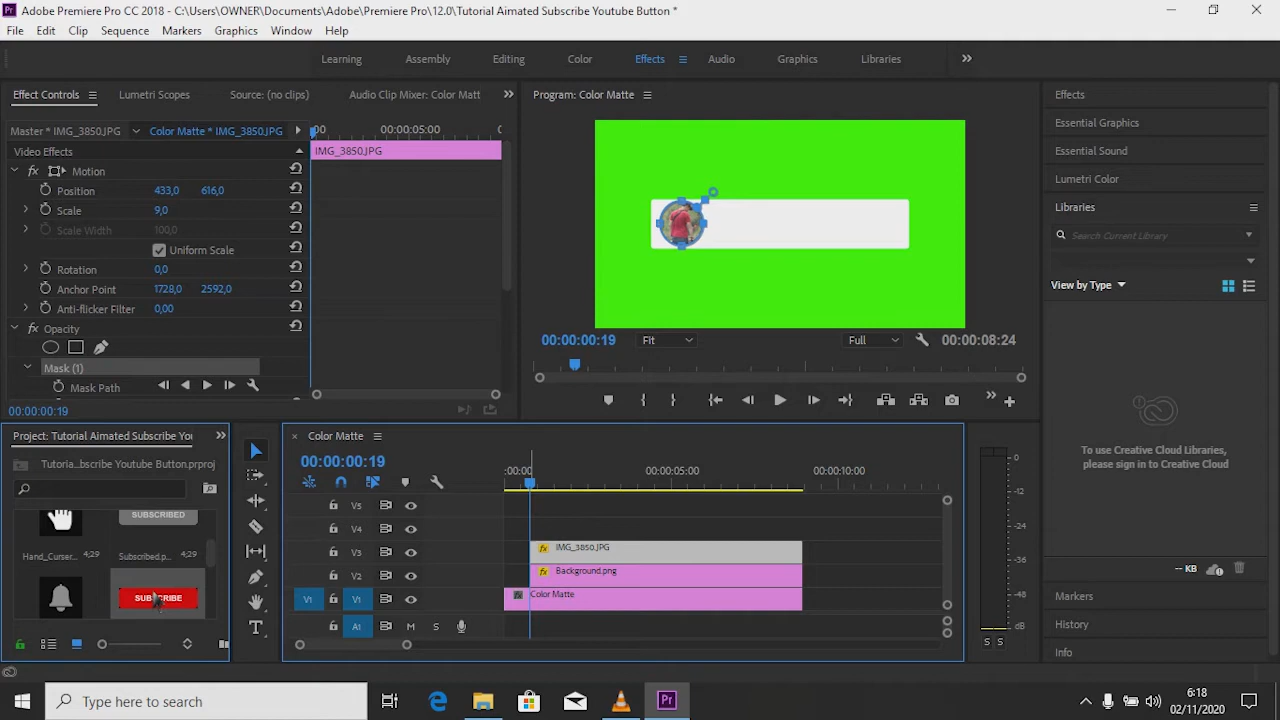 Adobe Premiere Pro CC 2018 - C:\Users\OWNER\Documents\Adobe\Premiere Pro\12.0\Tutorial Aimated Subscribe Youtube Button *
File Edit Clip Sequence Markers Graphics Window Help
Learning Assembly Editing Color Effects Audio Graphics Libraries
Effect Controls Lumetri Scopes Source: (no clips) Audio Clip Mixer: Color Matt
Program: Color Matte
Effects
Master * IMG_3850.JPG Color Matte * IMG_3850.JPG :00 00:00:05:00
Essential Graphics
Video Effects IMG_3850.JPG
Essential Sound
fx Motion
Lumetri Color
Position 433,0 616,0
Scale 9,0
Libraries
Scale Width 100,0
Search Current Library
Uniform Scale
Rotation 0,0
Anchor Point 1728,0 2592,0
View by Type
Anti-flicker Filter 0,00
fx Opacity
00:00:00:19 Fit Full 00:00:08:24
Mask (1)
Mask Path
00:00:00:19
To use Creative Cloud Libraries,
please sign in to Creative Cloud
Project: Tutorial Aimated Subscribe You
Color Matte
Tutoria...bscribe Youtube Button.prproj
00:00:00:19
:00:00 00:00:05:00 00:00:10:00
SUBSCRIBED
Hand_Curser... 4;29 Subscribed.p... 4;29
SUBSCRIBE
V5
V4
V3 fx IMG_3850.JPG
V2 fx Background.png
V1 V1 Color Matte
A1 M S
0
-12
-24
-36
-48
dB
S S
-- KB
Markers
History
Info
Type here to search
6:18
02/11/2020